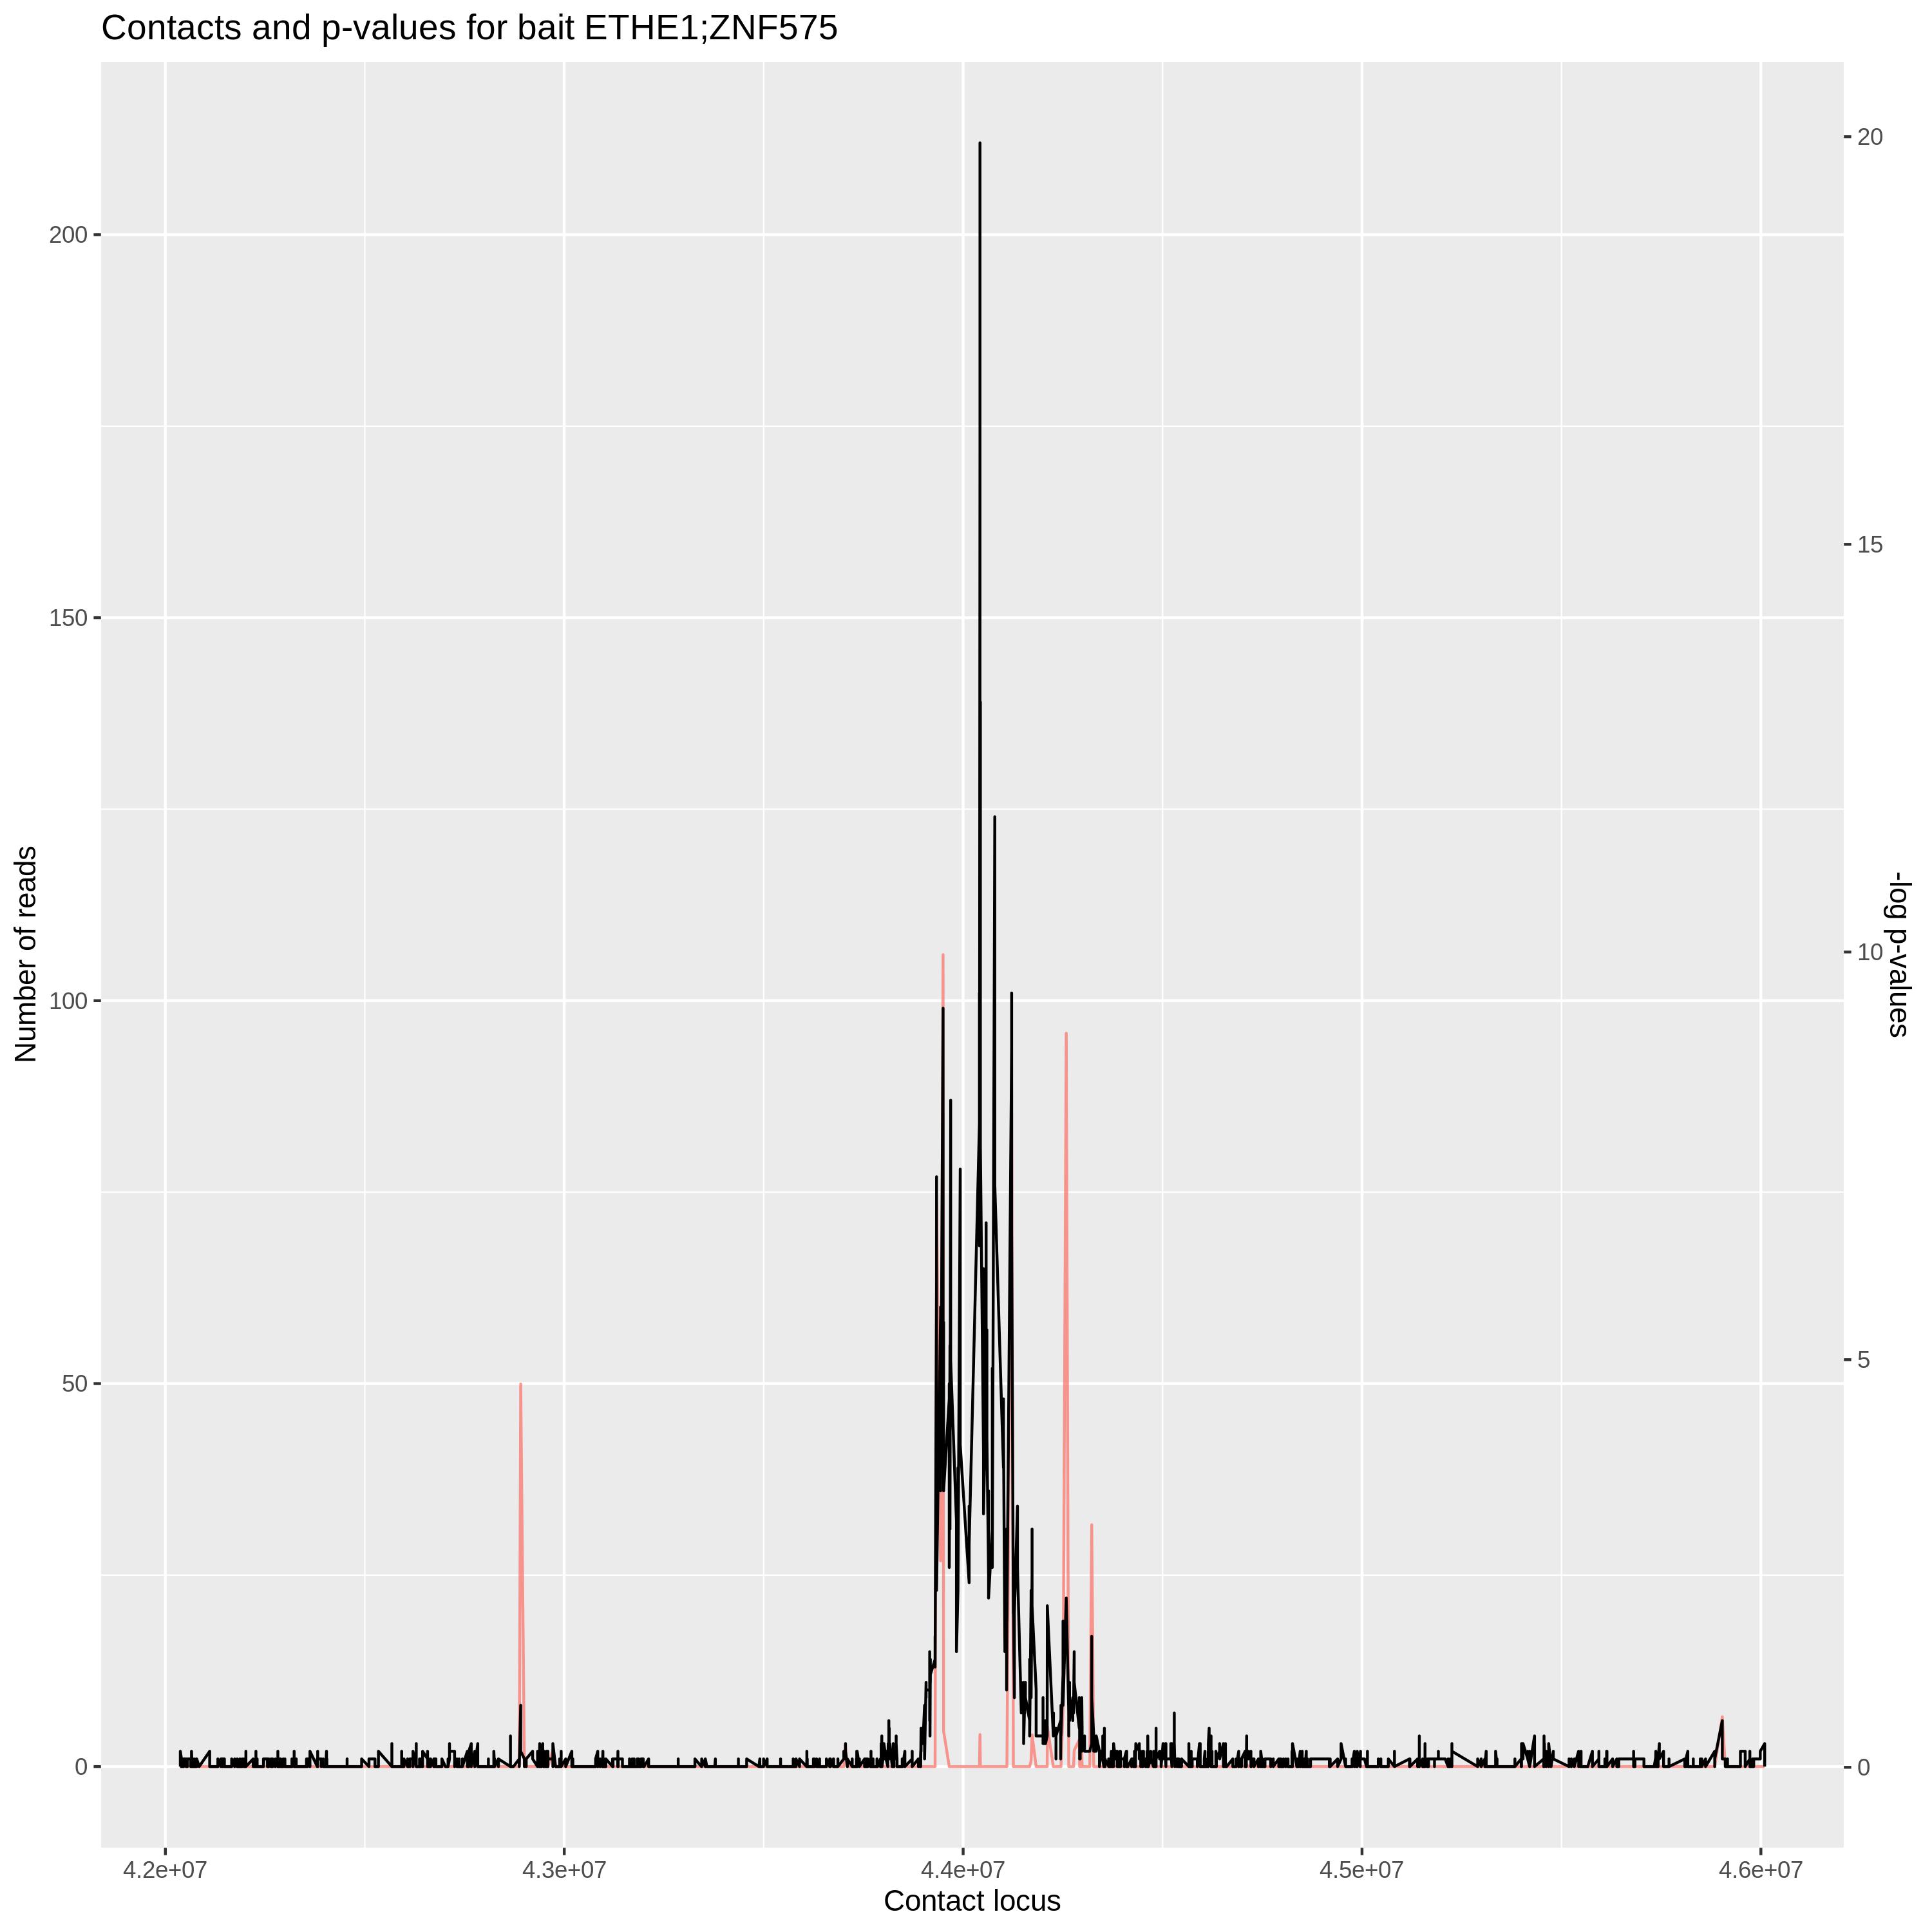 Contacts and p-values for bait ETHE1;ZNF575
Number of reads
200
150
100
50
0
20
15
10
5
0
-log p-values
4.2e+07 4.3e+07 4.4e+07 4.5e+07 4.6e+07
Contact locus